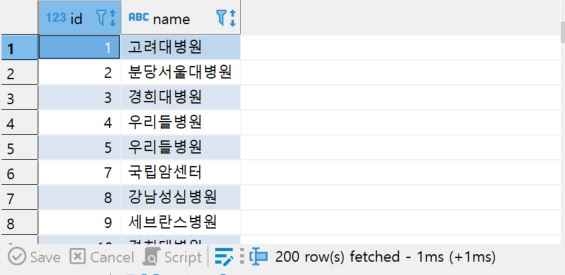 123 id ABC name
1 1 고려대병원
2 2 분당서울대병원
3 3 경희대병원
4 4 우리들병원
5 5 우리들병원
6 7 국립암센터
7 8 강남성심병원
8 9 세브란스병원
Save Cancel Script 200 row(s) fetched - 1ms (+1ms)